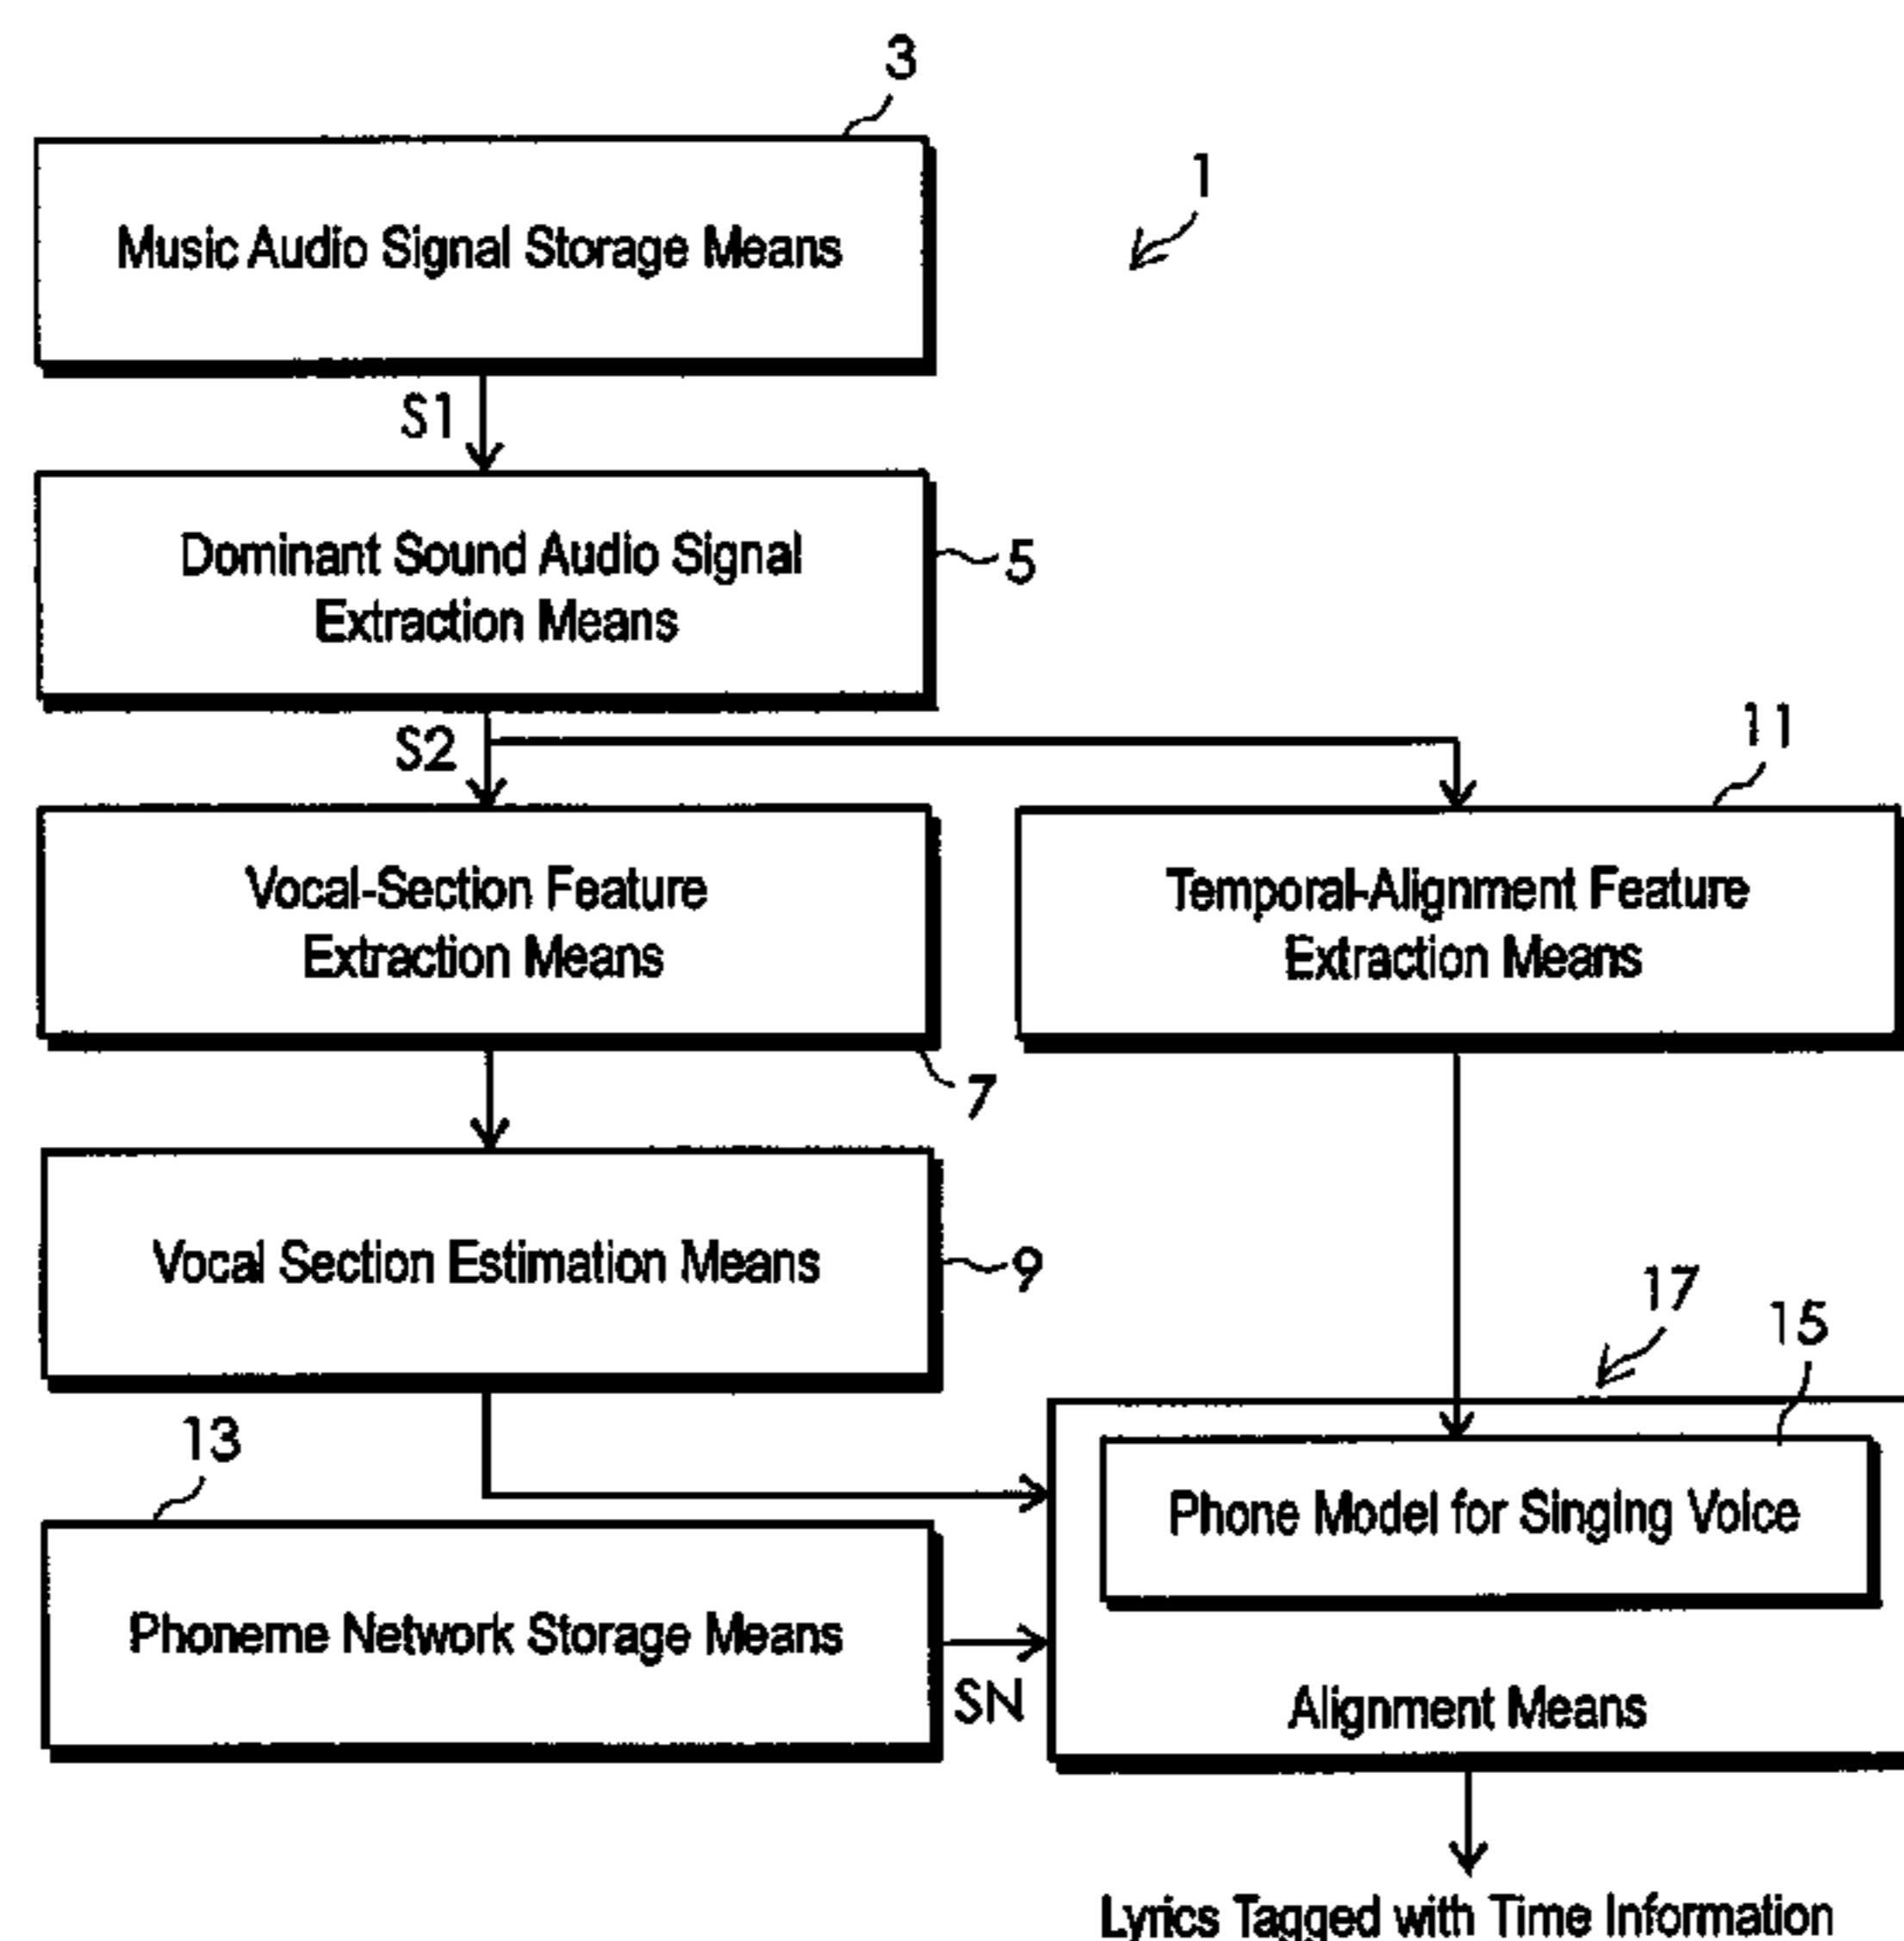 3
1
Music Audio Signal Storage Means
S1
Dominant Sound Audio Signal
Extraction Means
5
S2
11
Vocal-Section Feature
Extraction Means
7
Temporal-Alignment Feature
Extraction Means
Vocal Section Estimation Means
9
17
15
13
Phone Model for Singing Voice
Phoneme Network Storage Means
SN
Alignment Means
Lyrics Tagged with Time Information